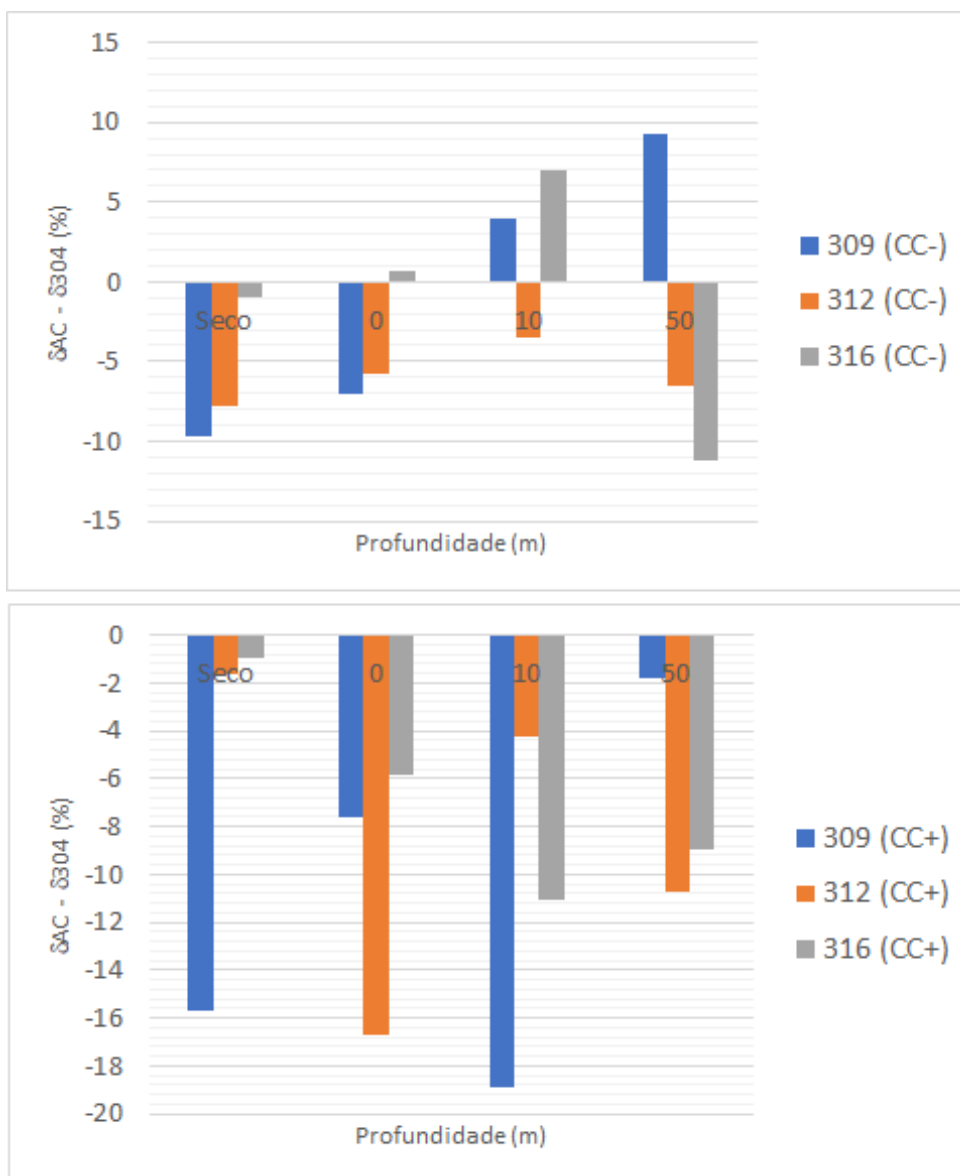 15
10
5
0
-5
-10
-15
δAC - δ304 (%)
Seco 0 10 50
Profundidade (m)
309 (CC-)
312 (CC-)
316 (CC-)
0
-2
-4
-6
-8
-10
-12
-14
-16
-18
-20
δAC - δ304 (%)
Seco 0 10 50
Profundidade (m)
309 (CC+)
312 (CC+)
316 (CC+)